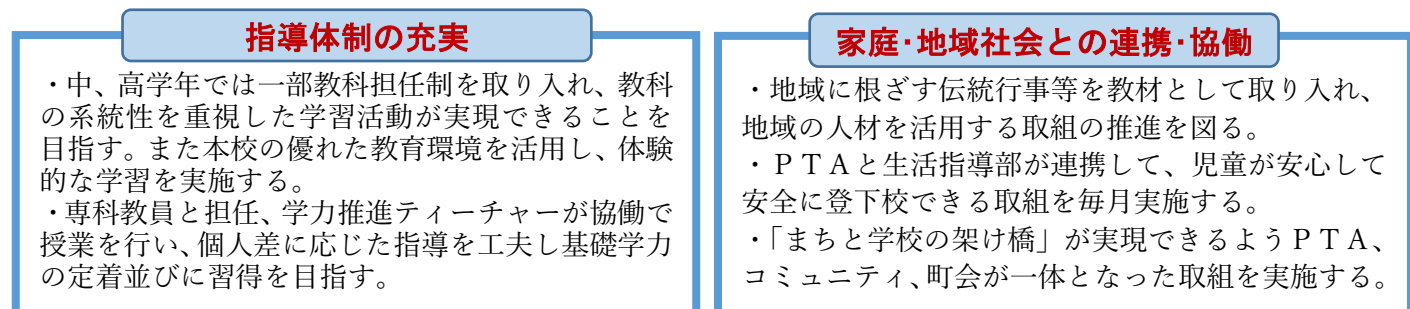 指導体制の充実
・中、高学年では一部教科担任制を取り入れ、教科
の系統性を重視した学習活動が実現できることを
目指す。また本校の優れた教育環境を活用し、体験
的な学習を実施する。
・専科教員と担任、学力推進ティーチャーが協働で
授業を行い、個人差に応じた指導を工夫し基礎学力
の定着並びに習得を目指す。
家庭・地域社会との連携・協働
・地域に根ざす伝統行事等を教材として取り入れ、
地域の人材を活用する取組の推進を図る。
・ＰＴＡと生活指導部が連携して、児童が安心して
安全に登下校できる取組を毎月実施する。
・「まちと学校の架け橋」が実現できるようＰＴＡ、
コミュニティ、町会が一体となった取組を実施する。